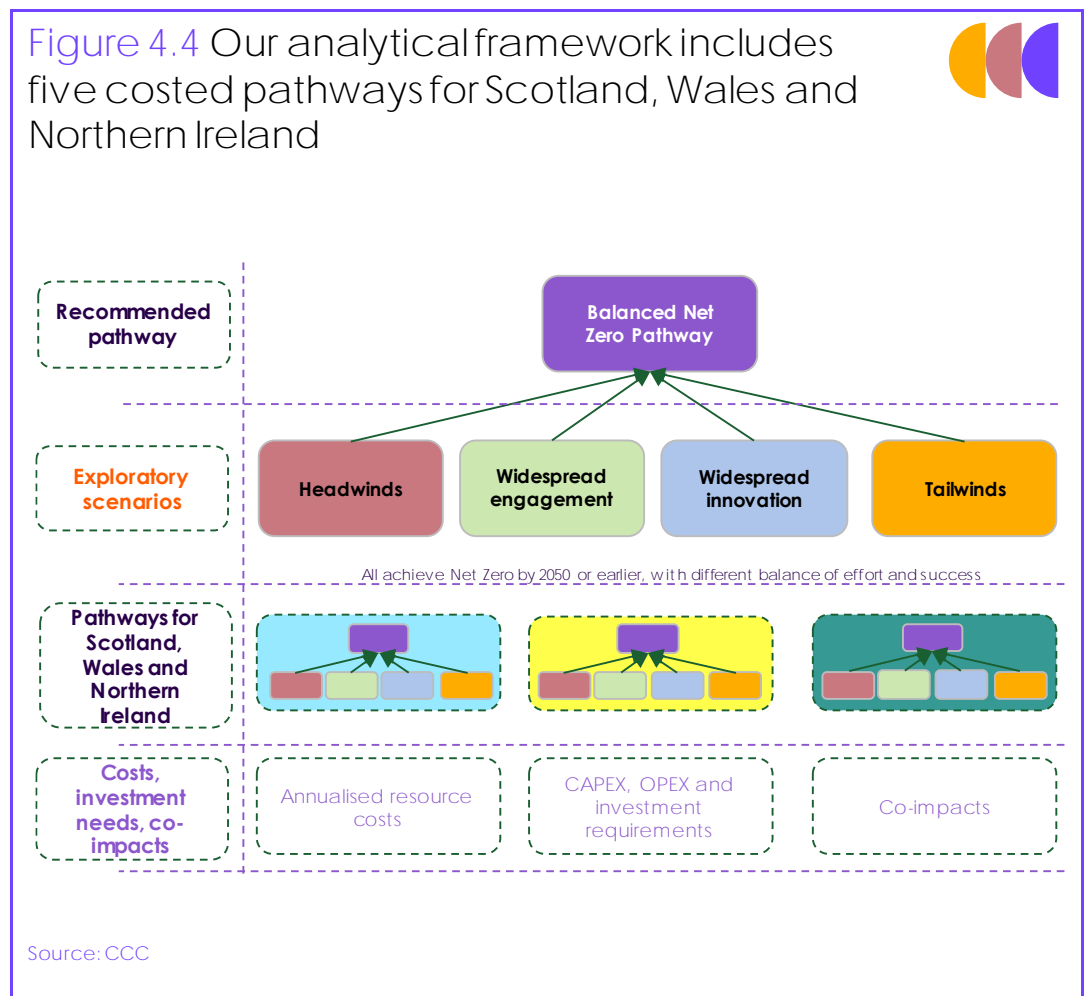 Figure 4.4 Our analytical framework includes
five costed pathways for Scotland, Wales and
Northern Ireland
Recommended
pathway
Balanced Net
Zero Pathway
Exploratory
scenarios
Headwinds
Widespread
engagement
Widespread
innovation
Tailwinds
All achieve Net Zero by 2050 or earlier, with different balance of effort and success
Pathways for
Scotland,
Wales and
Northern
Ireland
Costs,
investment
needs, co-
impacts
Annualised resource
costs
CAPEX, OPEX and
investment
requirements
Co-impacts
Source: CCC